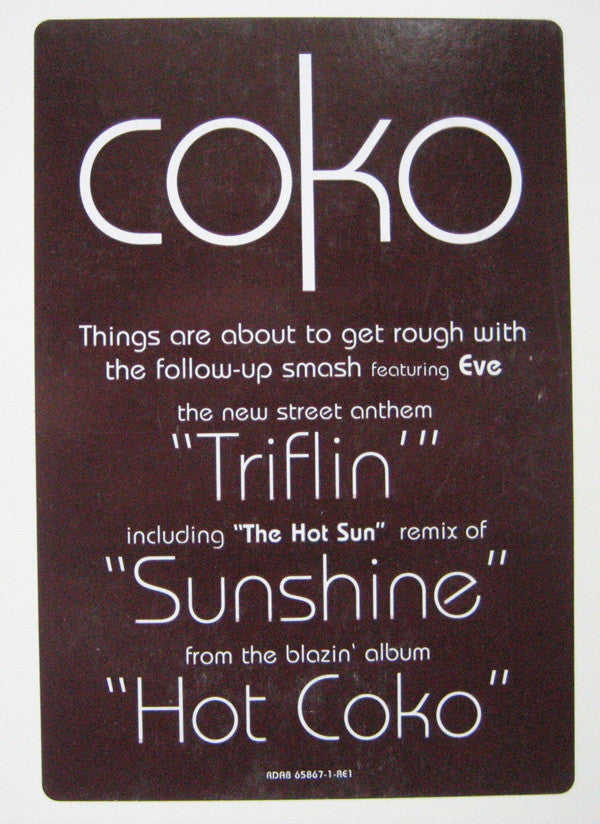 coko
Things are about to get rough with
the follow-up smash featuring Eve
the new street anthem
"Triflin'"
including "The Hot Sun" remix of
"Sunshine"
from the blazin' album
"Hot Coko"
RDAB 65867-1-RE1